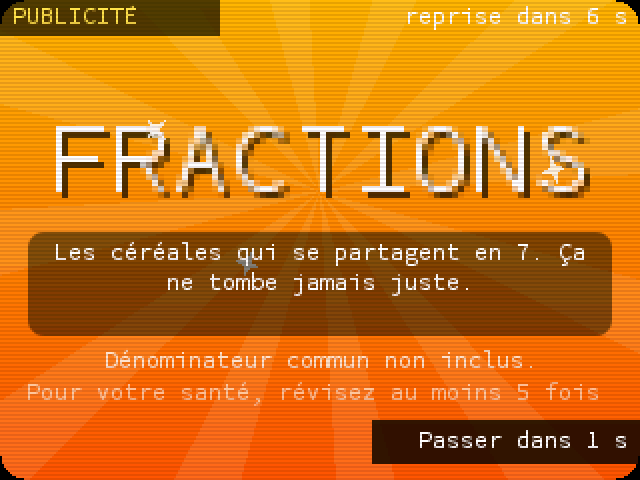 PUBLICITÉ
reprise dans 6 s
FRACTIONS
Les céréales qui se partagent en 7. Ça
ne tombe jamais juste.
Dénominateur commun non inclus.
Pour votre santé, révisez au moins 5 fois
Passer dans 1 s